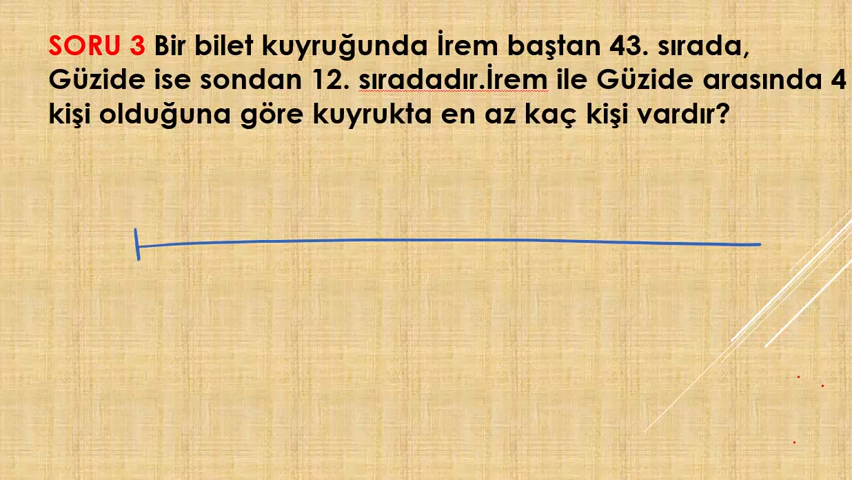 SORU 3 Bir bilet kuyruğunda İrem baştan 43. sırada,
Güzide ise sondan 12. sıradadır.İrem ile Güzide arasında 4
kişi olduğuna göre kuyrukta en az kaç kişi vardır?